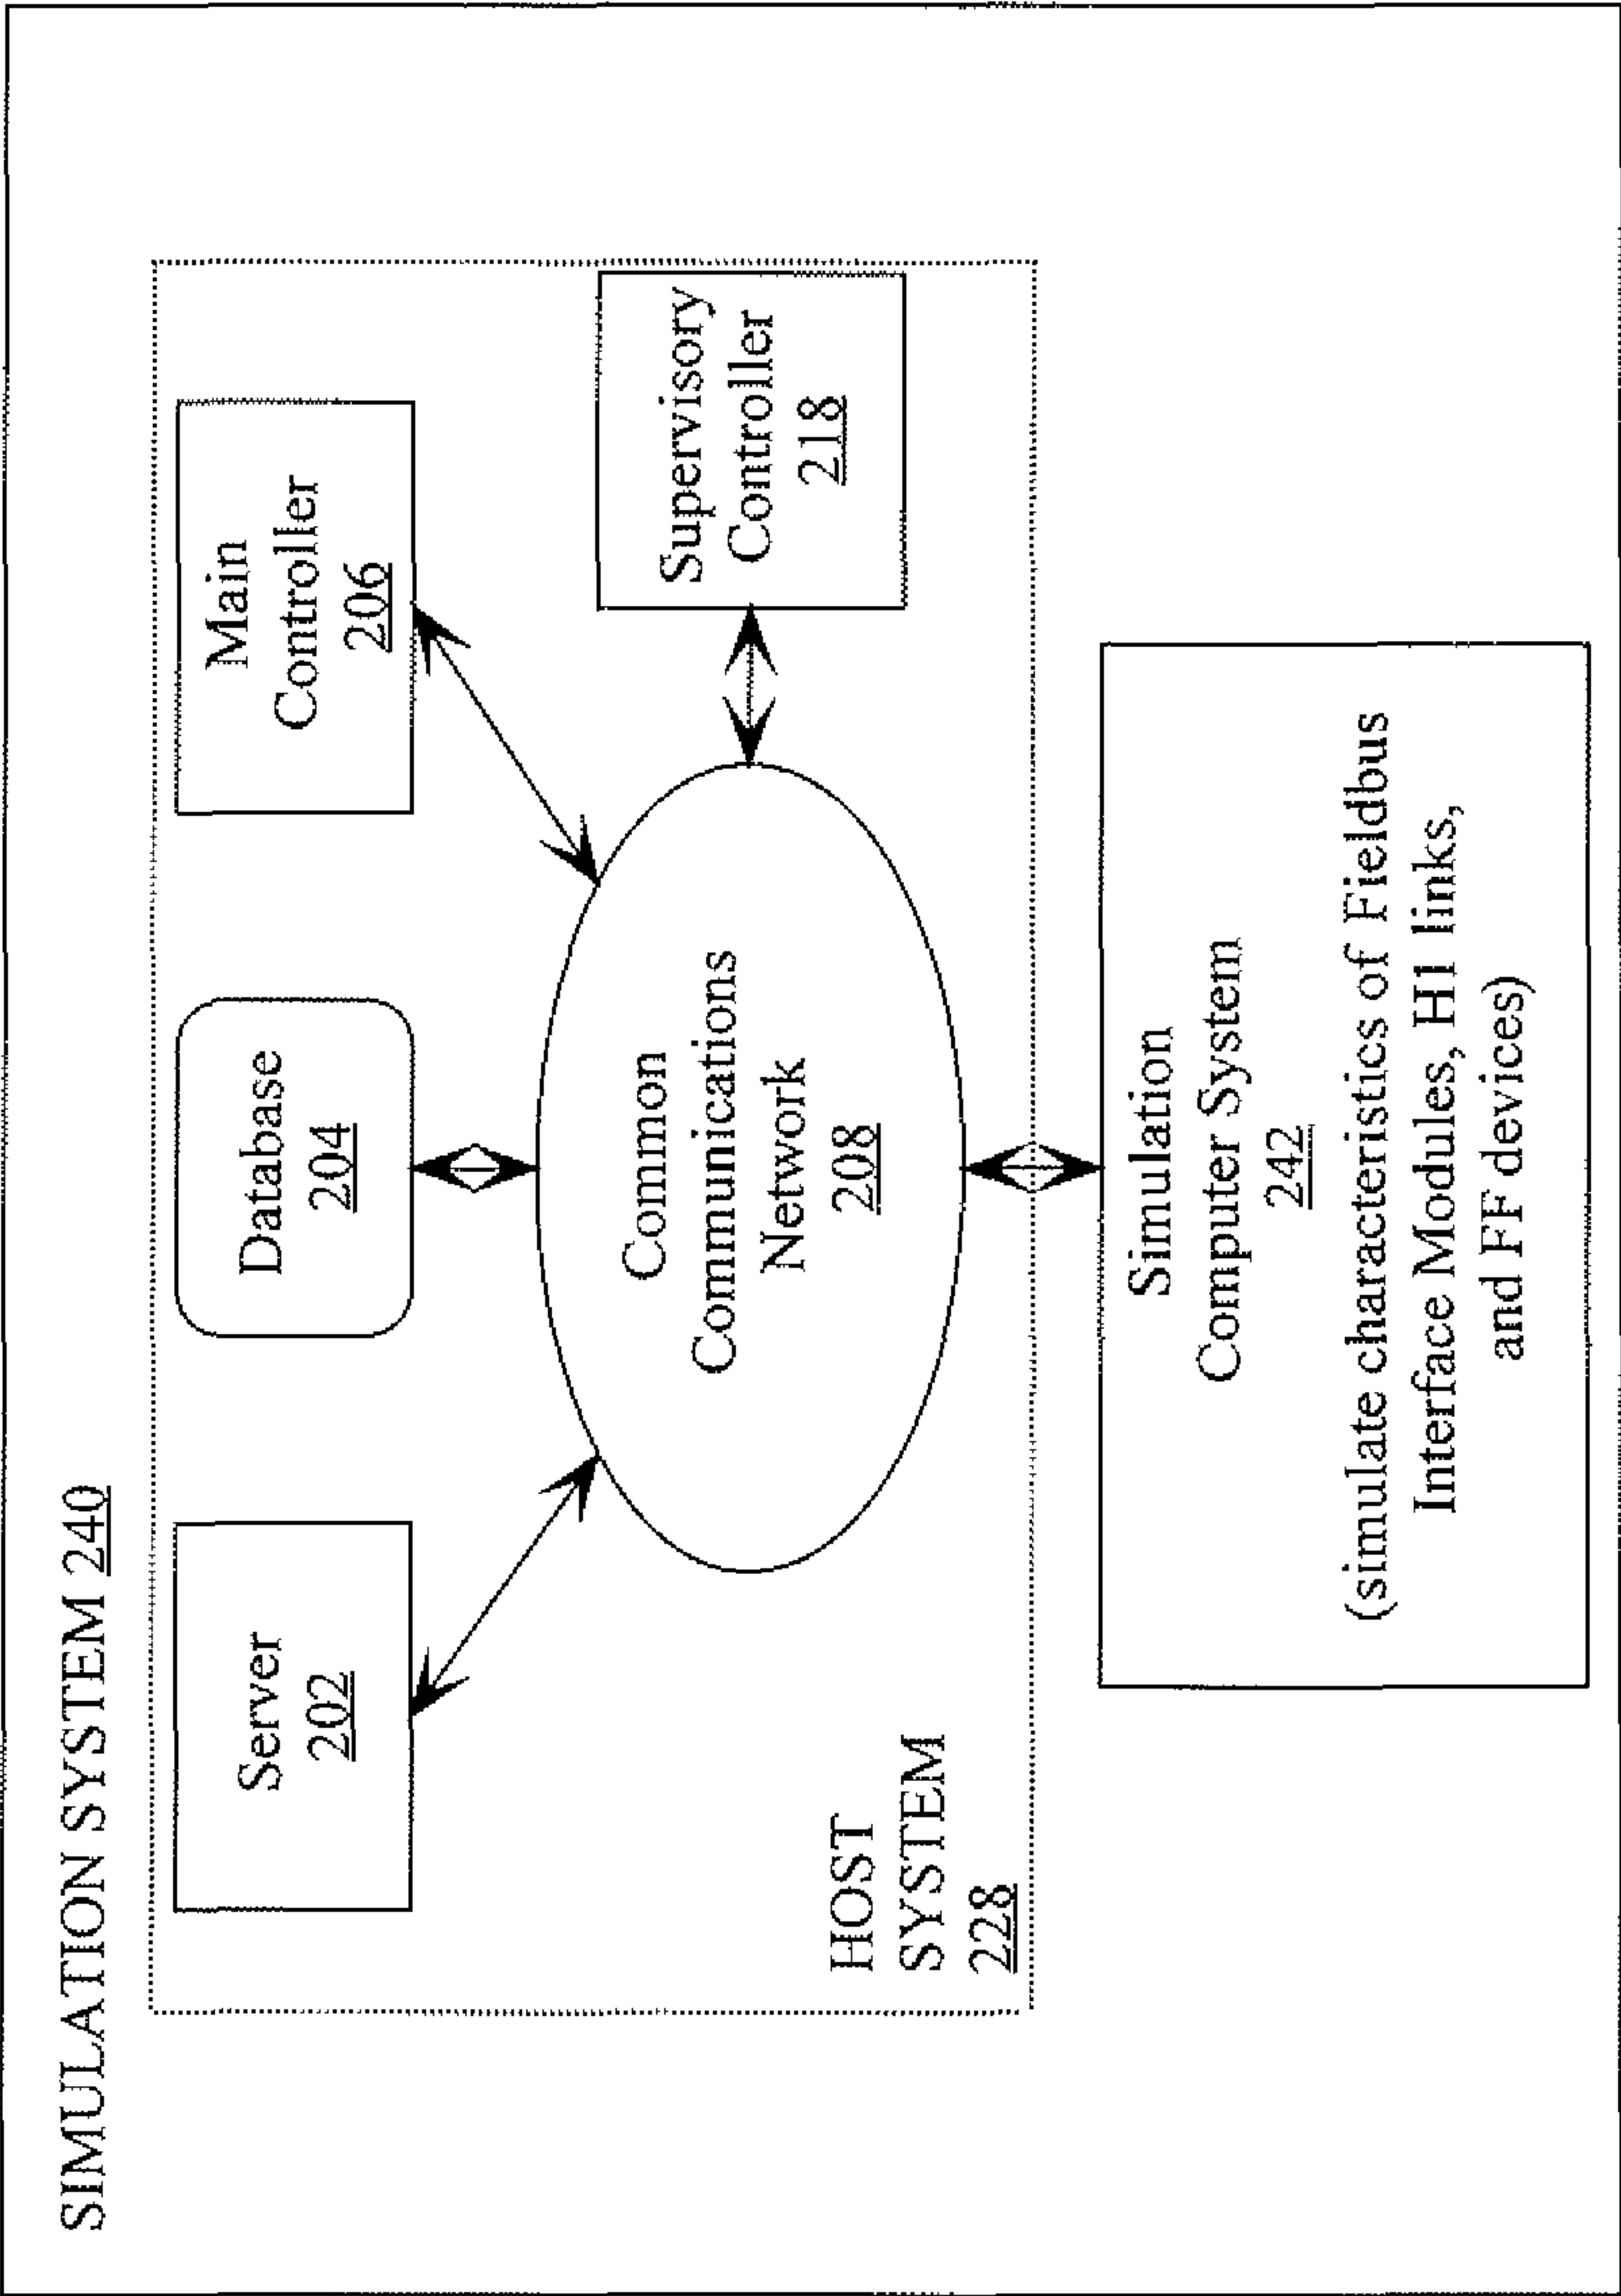 SIMULATION SYSTEM 240
Server
202
Database
204
Main
Controller
206
Common
Communications
Network
208
Supervisory
Controller
218
HOST
SYSTEM
228
Simulation
Computer System
242
(simulate characteristics of Fieldbus
Interface Modules, H1 links,
and FF devices)